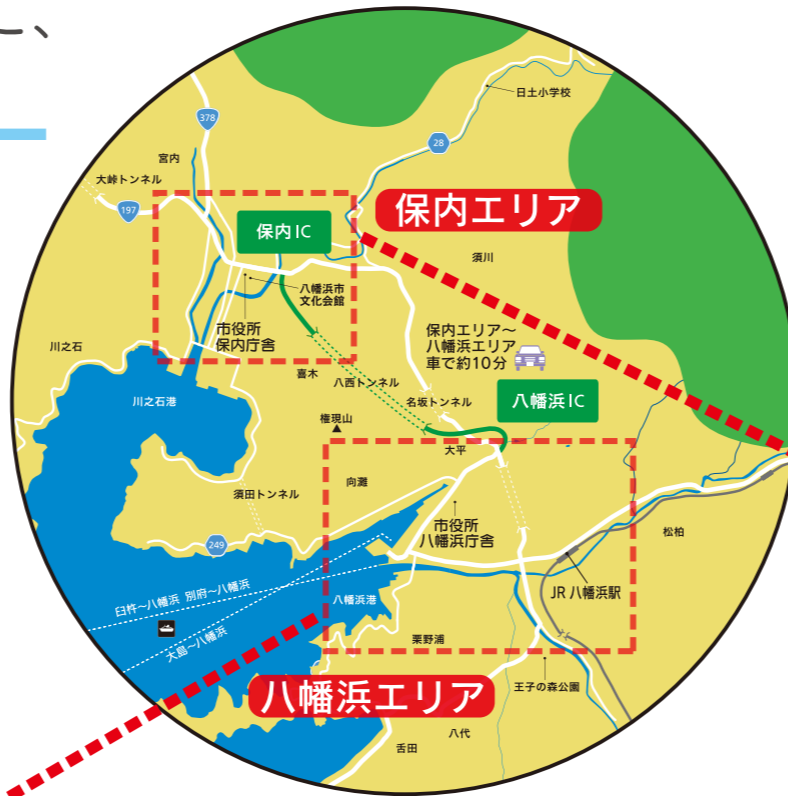 日土小学校
378
28
宮内
大峠トンネル
197
保内エリア
保内IC
須川
八幡浜市
文化会館
市役所
保内庁舎
保内エリア～
八幡浜エリア
車で約10分
川之石
喜木
八西トンネル
川之石港
名坂トンネル
八幡浜IC
権現山
大平
向灘
須田トンネル
市役所
八幡浜庁舎
249
松柏
臼杵～八幡浜 別府～八幡浜
八幡浜港
JR 八幡浜駅
大島～八幡浜
栗野浦
八幡浜エリア
王子の森公園
八代
舌田